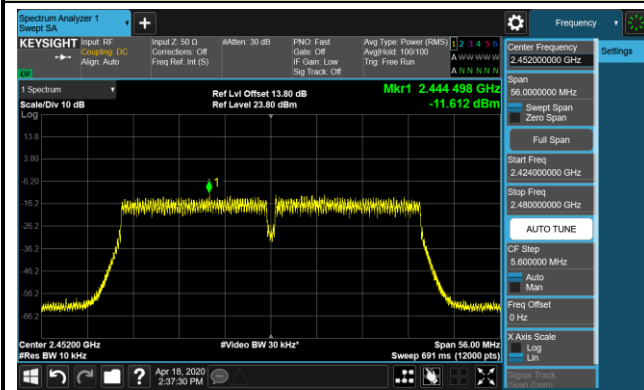 Spectrum Analyzer 1
Swept SA
+
Frequency
KEYSIGHT
Input: RF
Coupling: DC
Align: Auto
Input Z: 50 Ω
Corrections: Off
Freq Ref: Int (S)
#Atten: 30 dB
PNO: Fast
Gate: Off
IF Gain: Low
Sig Track: Off
Avg Type: Power (RMS)
Avg|Hold: 100/100
Trig: Free Run
1 2 3 4 5 6
A W W W W W
A N N N N N
Center Frequency
2.452000000 GHz
Settings
1 Spectrum
Scale/Div 10 dB
Log
Ref Lvl Offset 13.80 dB
Ref Level 23.80 dBm
Mkr1 2.444 498 GHz
-11.612 dBm
Span
56.0000000 MHz
Swept Span
Zero Span
Full Span
Start Freq
2.424000000 GHz
Stop Freq
2.480000000 GHz
AUTO TUNE
CF Step
5.600000 MHz
Auto
Man
Freq Offset
0 Hz
X Axis Scale
Log
Lin
Signal Track
(Span Zoom)
13.8
3.80
-6.20
-16.2
-26.2
-36.2
-46.2
-56.2
-66.2
1
Center 2.45200 GHz
#Res BW 10 kHz
#Video BW 30 kHz*
Span 56.00 MHz
Sweep 691 ms (12000 pts)
?
Apr 18, 2020
2:37:30 PM